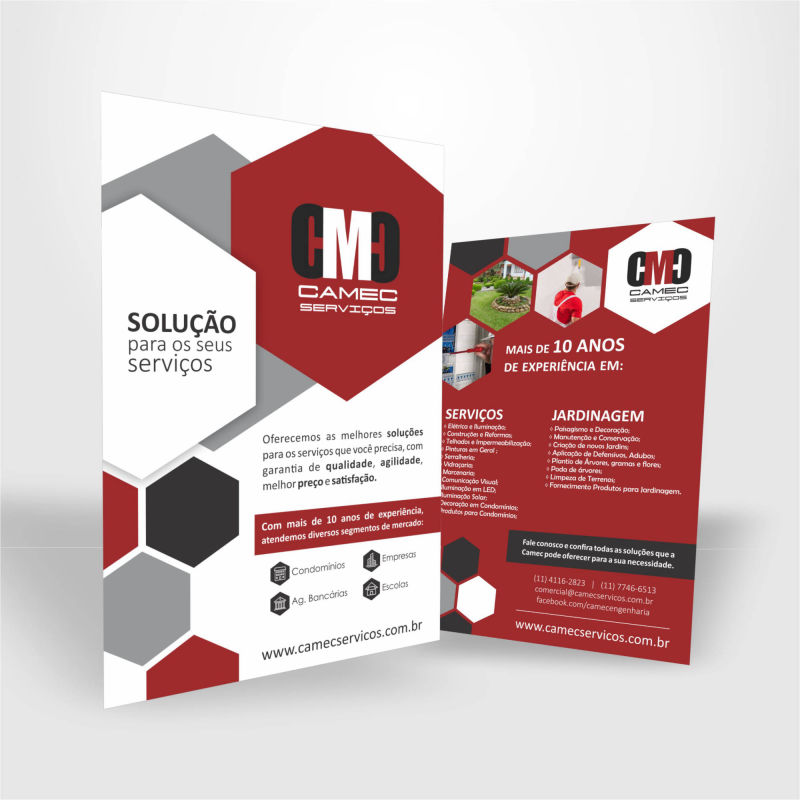 CMC
CAMEC
SERVIÇOS
SOLUÇÃO
para os seus
serviços
Oferecemos as melhores soluções
para os serviços que você precisa, com
garantia de qualidade, agilidade,
melhor preço e satisfação.
Com mais de 10 anos de experiência,
atendemos diversos segmentos de mercado:
Condomínios
Empresas
Ag. Bancárias
Escolas
www.camecservicos.com.br
CMC
CAMEC
SERVIÇOS
MAIS DE 10 ANOS
DE EXPERIÊNCIA EM:
SERVIÇOS
◊ Elétrica e Iluminação;
◊ Construções e Reformas;
◊ Telhados e Impermeabilização;
◊ Pinturas em Geral ;
◊ Serralheria;
Vidraçaria;
Marcenaria;
Comunicação Visual;
Iluminação em LED;
Iluminação Solar;
Decoração em Condomínios;
Produtos para Condomínios;
JARDINAGEM
◊ Paisagismo e Decoração;
◊ Manutenção e Conservação;
◊ Criação de novos Jardins;
◊ Aplicação de Defensivos, Adubos;
◊ Plantio de Árvores, gramas e flores;
◊ Poda de árvores;
◊ Limpeza de Terrenos;
◊ Fornecimento Produtos para Jardinagem.
Fale conosco e confira todas as soluções que a
Camec pode oferecer para a sua necessidade.
(11) 4116-2823 | (11) 7746-6513
comercial@camecservicos.com.br
facebook.com/camecengenharia
www.camecservicos.com.br